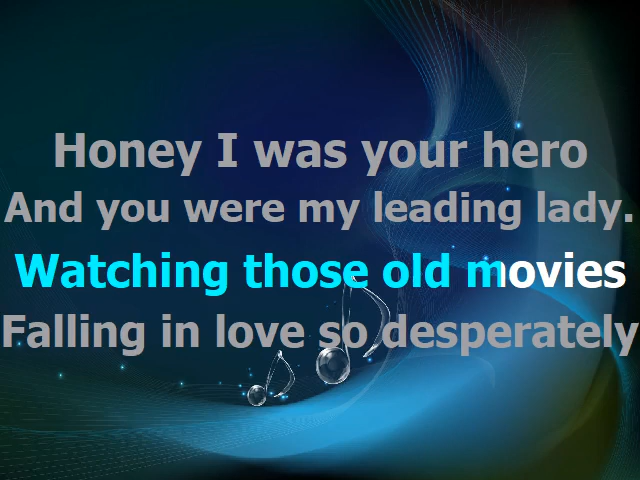 Honey I was your hero
And you were my leading lady.
Watching those old movies
Falling in love so desperately